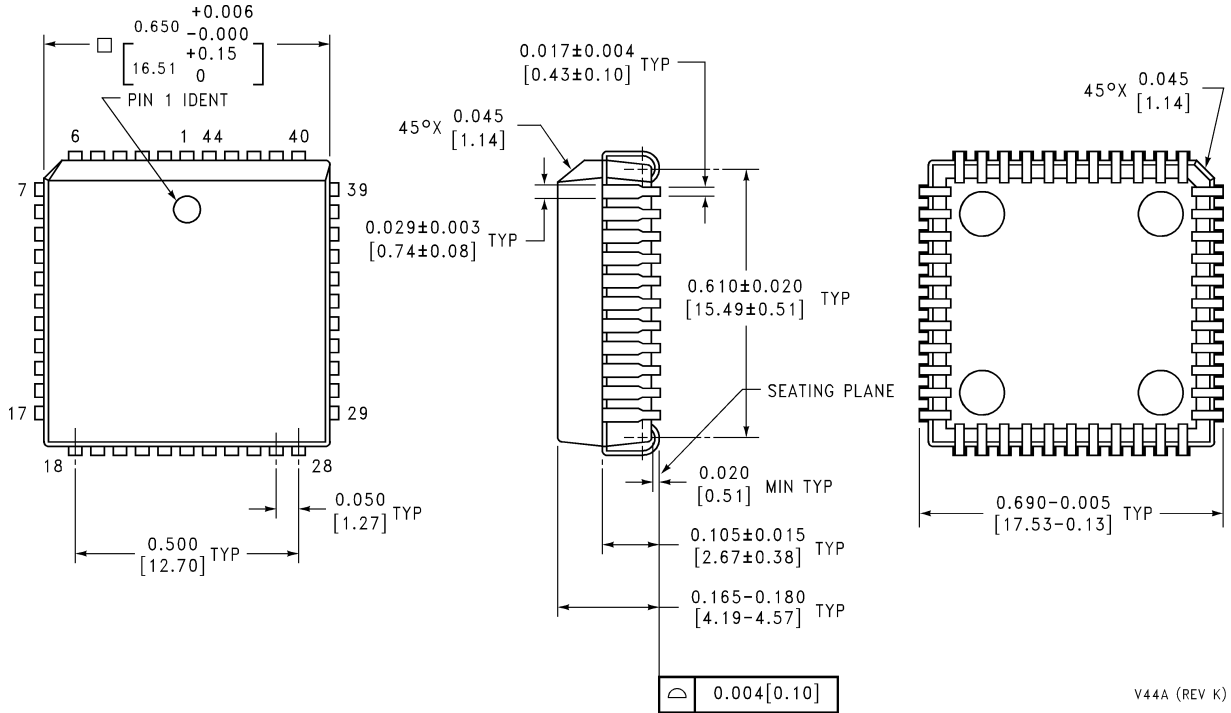 0.650 +0.006 -0.000
[16.51 +0.15 0]
PIN 1 IDENT
6 1 44 40
7 39
17 29
18 28
0.050
[1.27] TYP
0.500
[12.70] TYP
0.017±0.004
[0.43±0.10] TYP
45°X 0.045
[1.14]
0.029±0.003
[0.74±0.08] TYP
0.610±0.020
[15.49±0.51] TYP
SEATING PLANE
0.020
[0.51] MIN TYP
0.105±0.015
[2.67±0.38] TYP
0.165-0.180
[4.19-4.57] TYP
0.004[0.10]
45°X 0.045
[1.14]
0.690-0.005
[17.53-0.13] TYP
V44A (REV K)